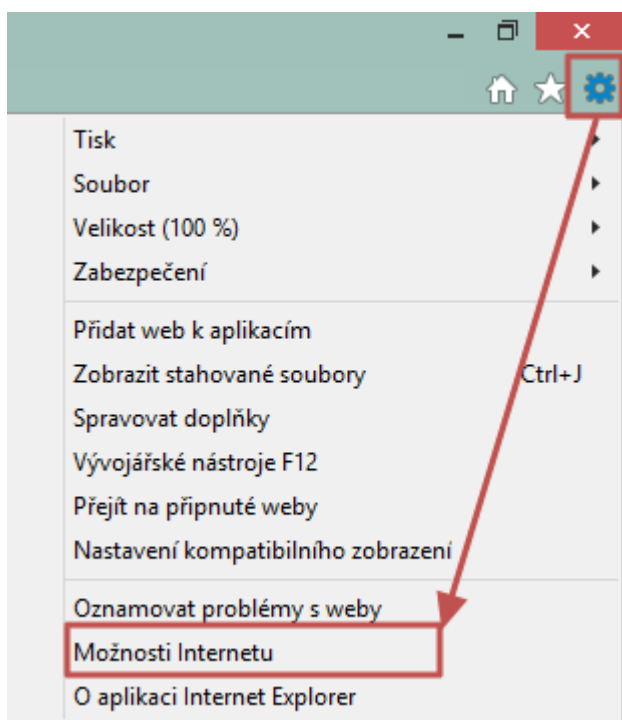 Tisk
Soubor
Velikost (100 %)
Zabezpečení
Přidat web k aplikacím
Zobrazit stahované soubory Ctrl+J
Spravovat doplňky
Vývojářské nástroje F12
Přejít na připnuté weby
Nastavení kompatibilního zobrazení
Oznamovat problémy s weby
Možnosti Internetu
O aplikaci Internet Explorer